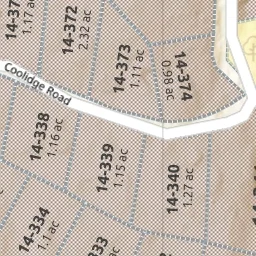 1.17 ac
14-372
2.32 ac
14-373
1.11 ac
14-374
0.98 ac
Coolidge Road
14-338
1.16 ac
14-339
1.15 ac
14-340
1.27 ac
14-334
1.1 ac